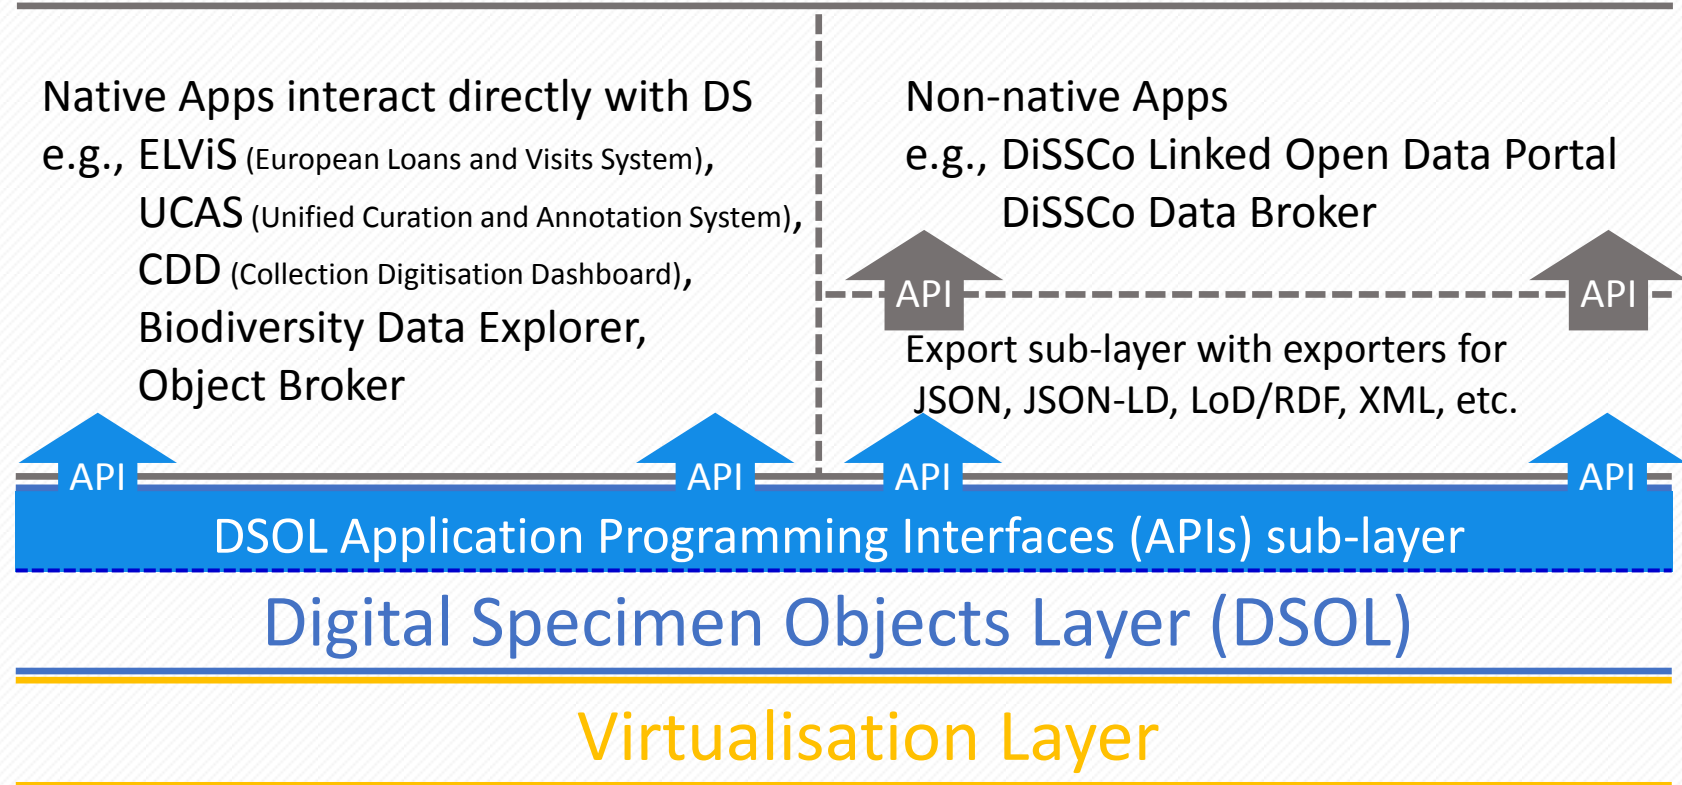 Native Apps interact directly with DS
e.g., ELViS (European Loans and Visits System),
UCAS (Unified Curation and Annotation System),
CDD (Collection Digitisation Dashboard),
Biodiversity Data Explorer,
Object Broker
Non-native Apps
e.g., DiSSCo Linked Open Data Portal
DiSSCo Data Broker
API
API
Export sub-layer with exporters for
JSON, JSON-LD, LoD/RDF, XML, etc.
API
API
API
API
DSOL Application Programming Interfaces (APIs) sub-layer
Digital Specimen Objects Layer (DSOL)
Virtualisation Layer